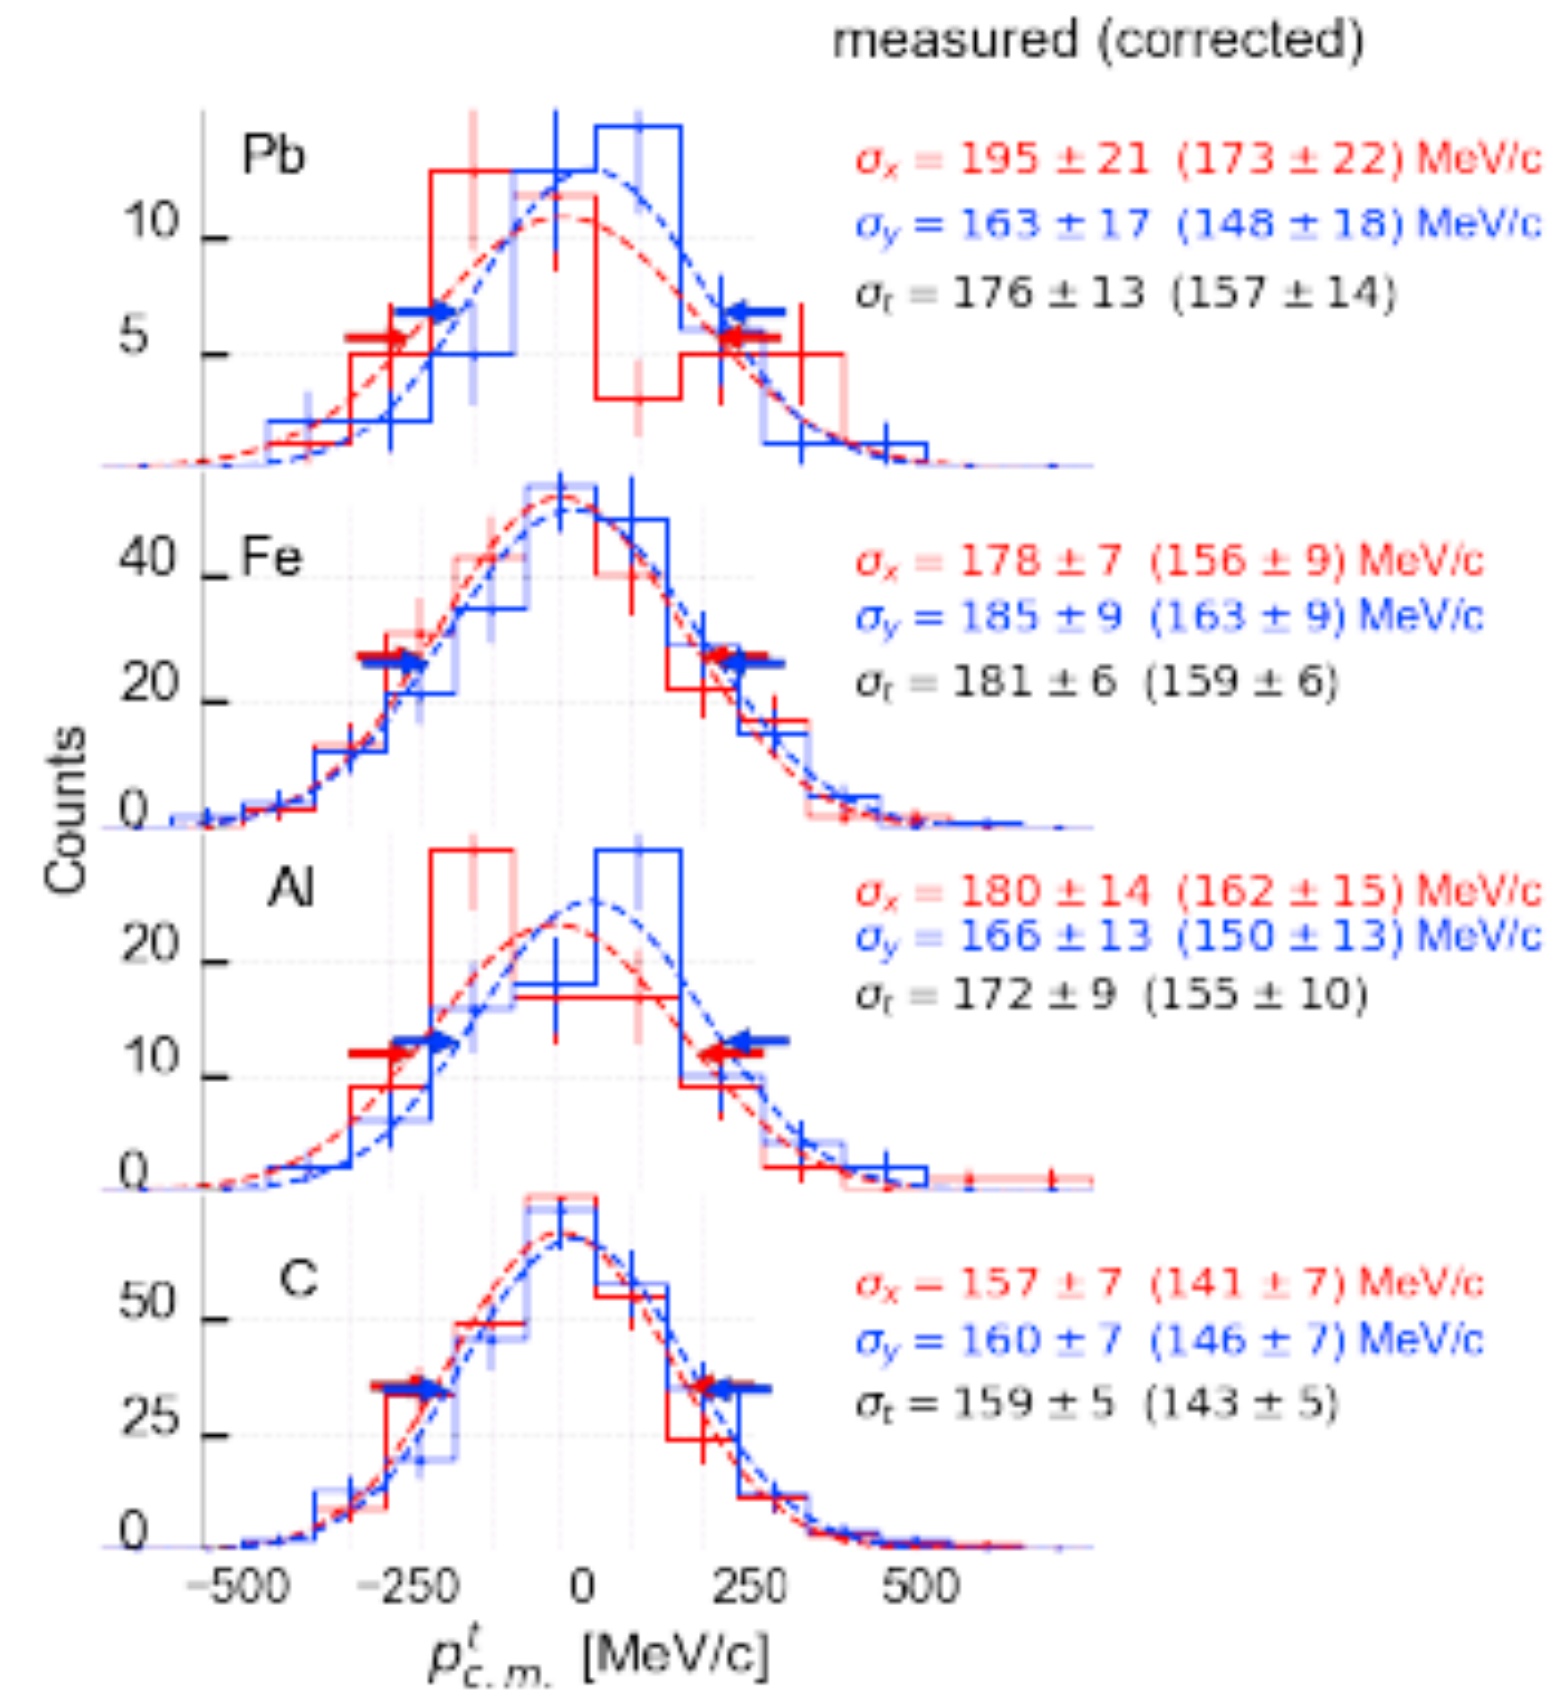 measured (corrected)
Pb
σx = 195 ± 21 (173 ± 22) MeV/c
σy = 163 ± 17 (148 ± 18) MeV/c
σt = 176 ± 13 (157 ± 14)
10
5
Fe
σx = 178 ± 7 (156 ± 9) MeV/c
σy = 185 ± 9 (163 ± 9) MeV/c
σt = 181 ± 6 (159 ± 6)
40
20
0
Counts
Al
σx = 180 ± 14 (162 ± 15) MeV/c
σy = 166 ± 13 (150 ± 13) MeV/c
σt = 172 ± 9 (155 ± 10)
20
10
0
C
σx = 157 ± 7 (141 ± 7) MeV/c
σy = 160 ± 7 (146 ± 7) MeV/c
σt = 159 ± 5 (143 ± 5)
50
25
0
−500 −250 0 250 500
p^t_c.m. [MeV/c]